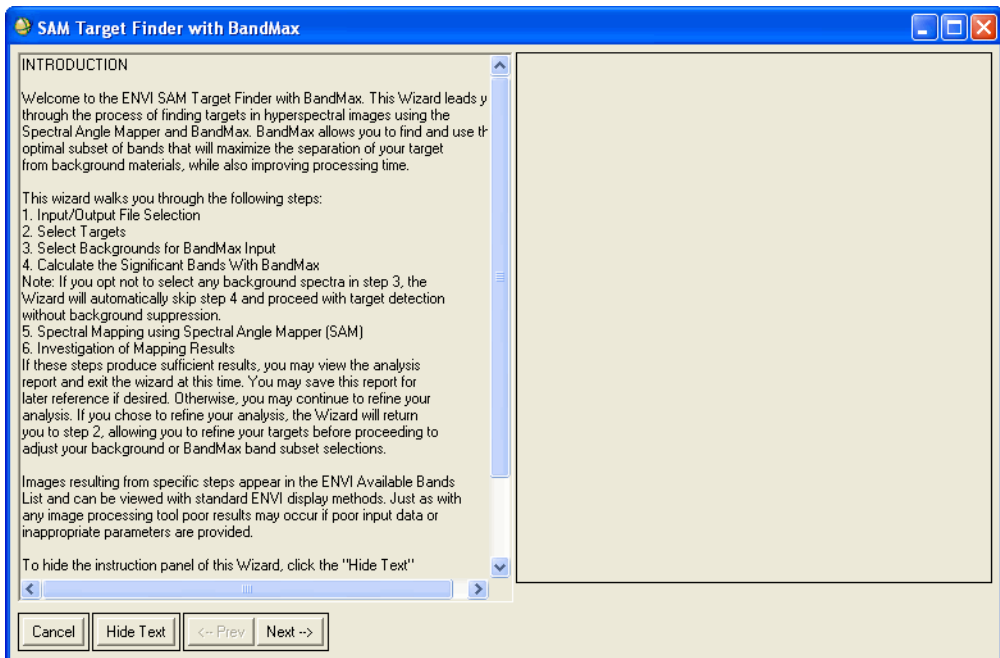 SAM Target Finder with BandMax
INTRODUCTION
Welcome to the ENVI SAM Target Finder with BandMax. This Wizard leads y
through the process of finding targets in hyperspectral images using the
Spectral Angle Mapper and BandMax. BandMax allows you to find and use th
optimal subset of bands that will maximize the separation of your target
from background materials, while also improving processing time.
This wizard walks you through the following steps:
1. Input/Output File Selection
2. Select Targets
3. Select Backgrounds for BandMax Input
4. Calculate the Significant Bands With BandMax
Note: If you opt not to select any background spectra in step 3, the
Wizard will automatically skip step 4 and proceed with target detection
without background suppression.
5. Spectral Mapping using Spectral Angle Mapper (SAM)
6. Investigation of Mapping Results
If these steps produce sufficient results, you may view the analysis
report and exit the wizard at this time. You may save this report for
later reference if desired. Otherwise, you may continue to refine your
analysis. If you chose to refine your analysis, the Wizard will return
you to step 2, allowing you to refine your targets before proceeding to
adjust your background or BandMax band subset selections.
Images resulting from specific steps appear in the ENVI Available Bands
List and can be viewed with standard ENVI display methods. Just as with
any image processing tool poor results may occur if poor input data or
inappropriate parameters are provided.
To hide the instruction panel of this Wizard, click the "Hide Text"
Cancel Hide Text <-- Prev Next -->